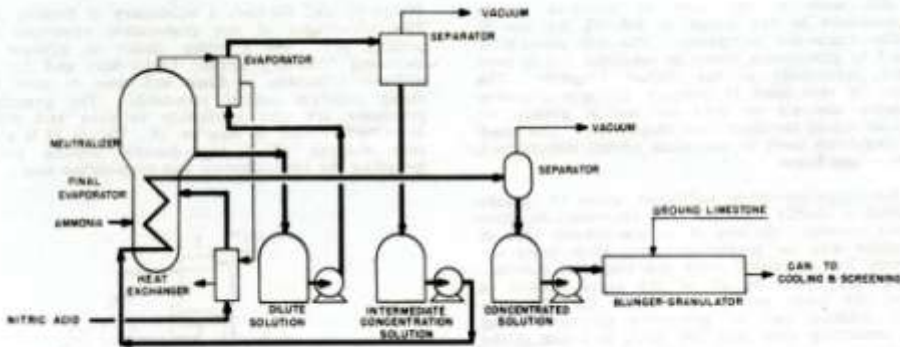 VACUUM
SEPARATOR
EVAPORATOR
NEUTRALIZER
VACUUM
SEPARATOR
FINAL
EVAPORATOR
AMMONIA
GROUND LIMESTONE
HEAT
EXCHANGER
NITRIC ACID
DILUTE
SOLUTION
INTERMEDIATE
CONCENTRATION
SOLUTION
CONCENTRATED
SOLUTION
BLUNGER-GRANULATOR
CAN TO
COOLING & SCREENING